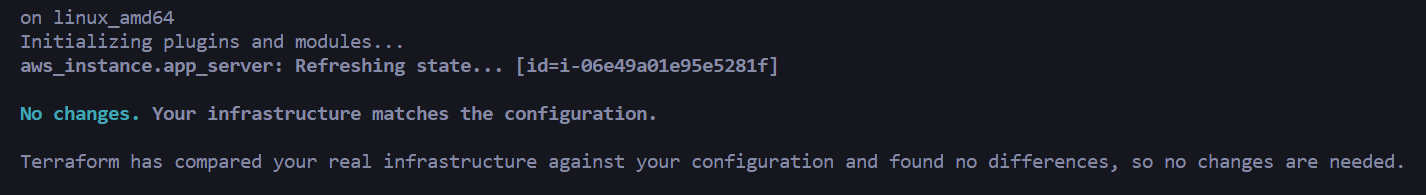 on linux_amd64
Initializing plugins and modules...
aws_instance.app_server: Refreshing state... [id=i-06e49a01e95e5281f]
No changes. Your infrastructure matches the configuration.
Terraform has compared your real infrastructure against your configuration and found no differences, so no changes are needed.